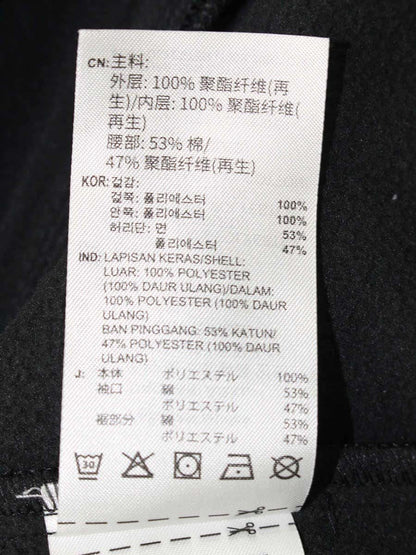 CN: 主料:
外层: 100% 聚酯纤维(再
生)/内层: 100% 聚酯纤维(
再生)
腰部: 53% 棉/
47% 聚酯纤维(再生)
KOR: 겉감:
겉쪽: 폴리에스터 100%
안쪽: 폴리에스터 100%
허리단: 면 53%
폴리에스터 47%
IND: LAPISAN KERAS/SHELL:
LUAR: 100% POLYESTER
(100% DAUR ULANG)/DALAM:
100% POLYESTER (100% DAUR
ULANG)
BAN PINGGANG: 53% KATUN/
47% POLYESTER (100% DAUR
ULANG)
J: 本体 ポリエステル 100%
袖口 綿 53%
ポリエステル 47%
裾部分 綿 53%
ポリエステル 47%
30